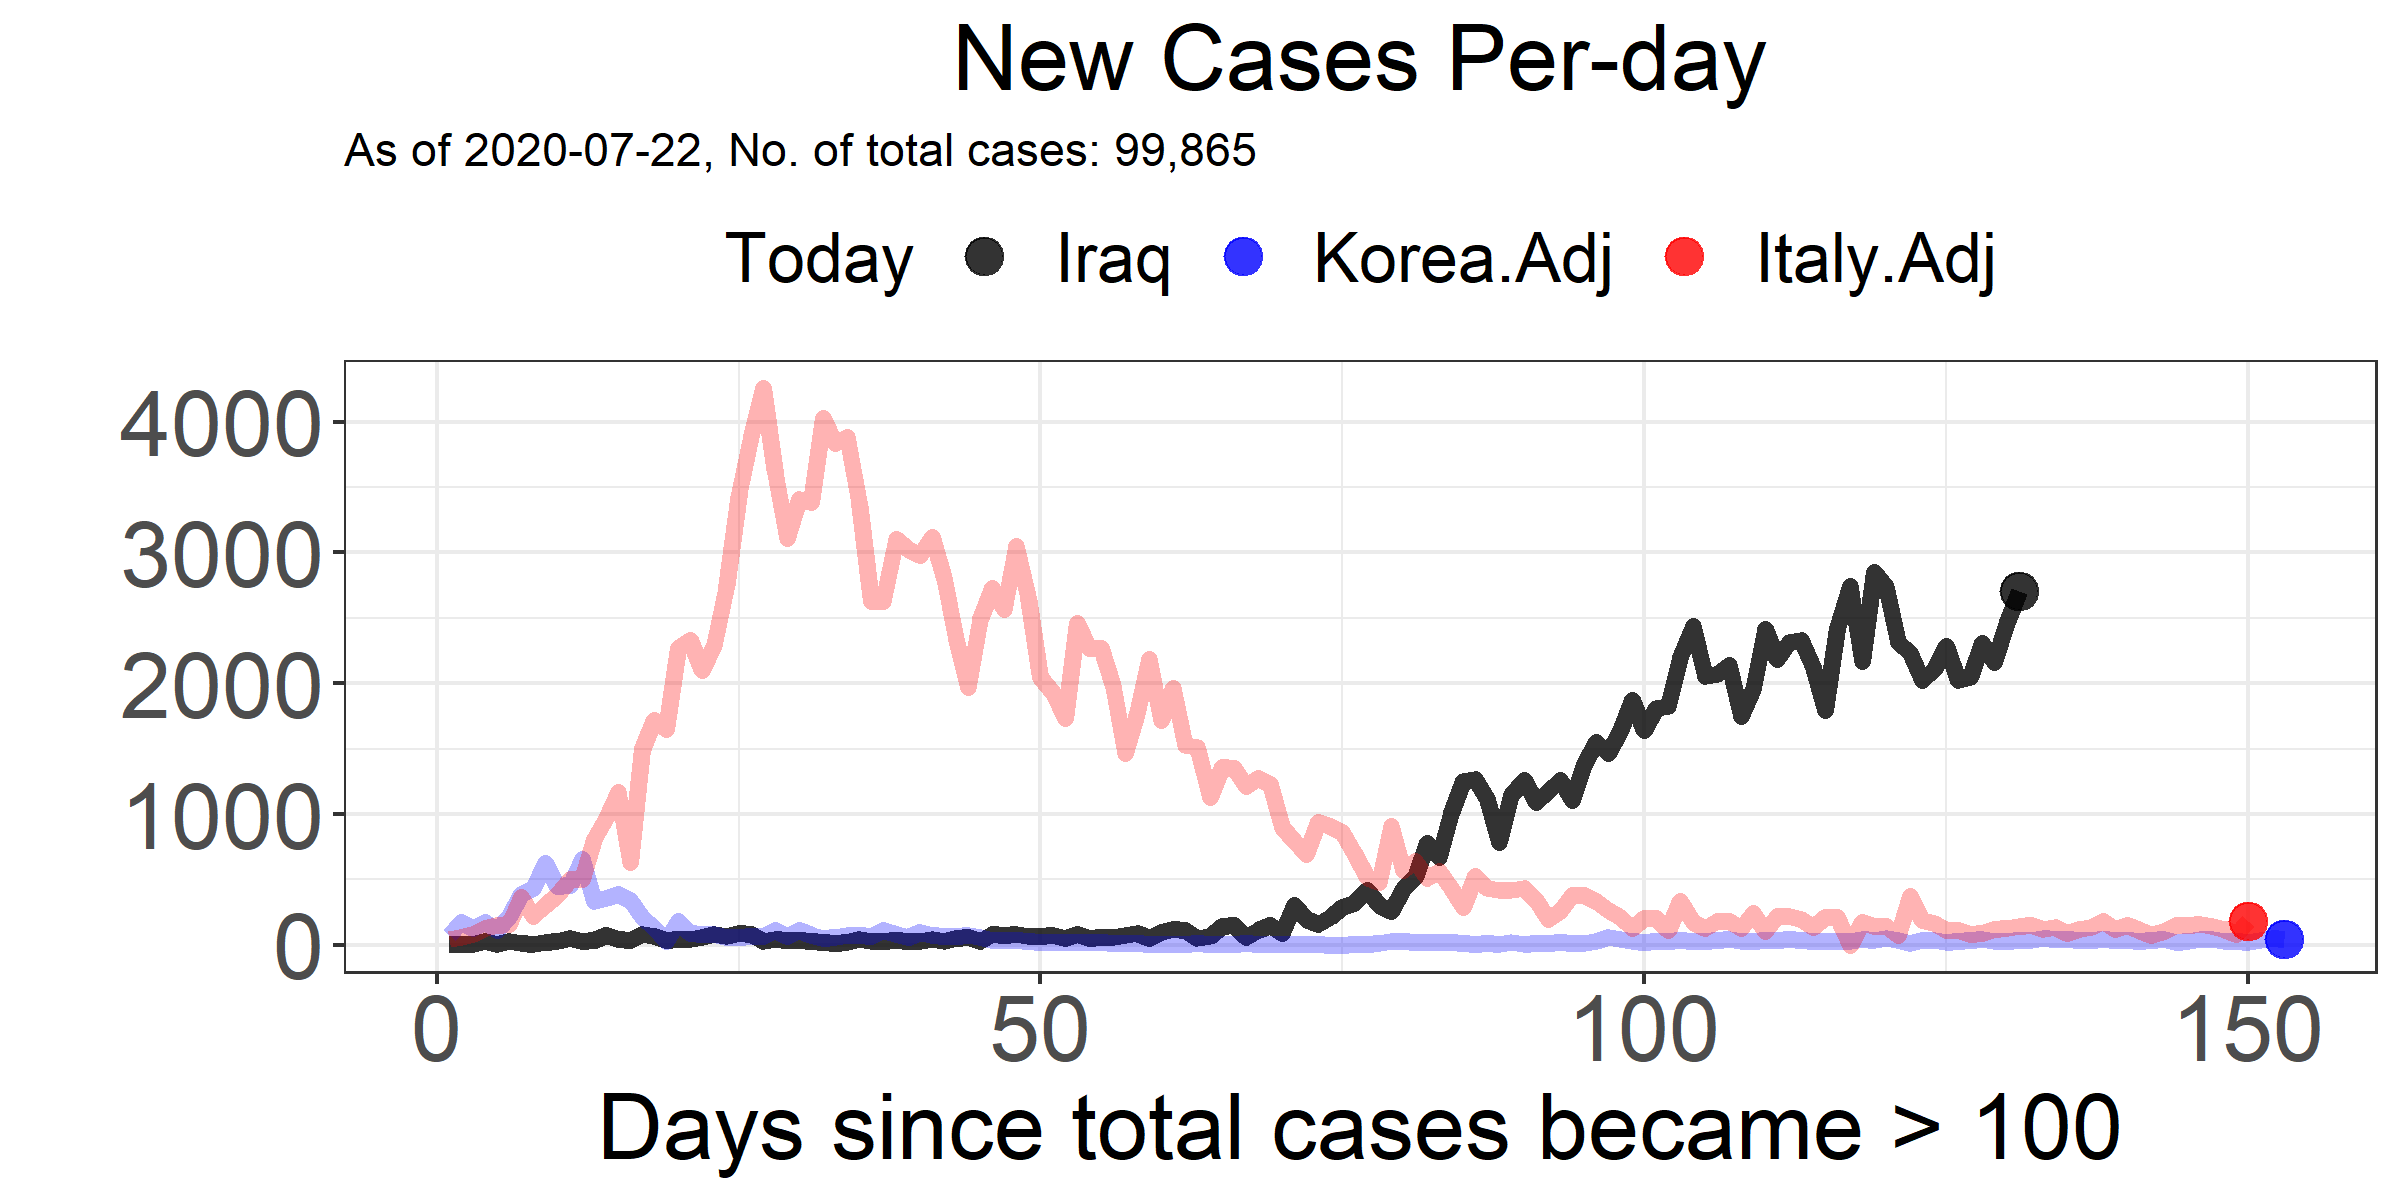 New Cases Per-day
As of 2020-07-22, No. of total cases: 99,865
Today Iraq Korea.Adj Italy.Adj
4000
3000
2000
1000
0
0 50 100 150
Days since total cases became > 100